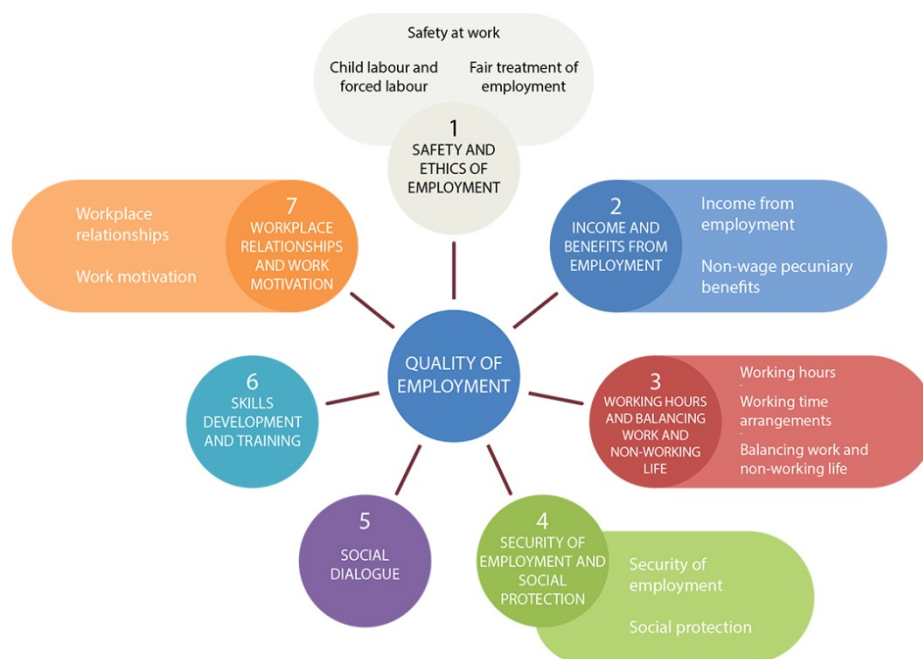 Safety at work
Child labour and
forced labour
Fair treatment of
employment
1
SAFETY AND
ETHICS OF
EMPLOYMENT
2
INCOME AND
BENEFITS FROM
EMPLOYMENT
Income from
employment
Non-wage pecuniary
benefits
3
WORKING HOURS
AND BALANCING
WORK AND
NON-WORKING
LIFE
Working hours
Working time
arrangements
Balancing work and
non-working life
4
SECURITY OF
EMPLOYMENT AND
SOCIAL
PROTECTION
Security of
employment
Social protection
5
SOCIAL
DIALOGUE
6
SKILLS
DEVELOPMENT
AND TRAINING
7
WORKPLACE
RELATIONSHIPS
AND WORK
MOTIVATION
Workplace
relationships
Work motivation
QUALITY OF
EMPLOYMENT